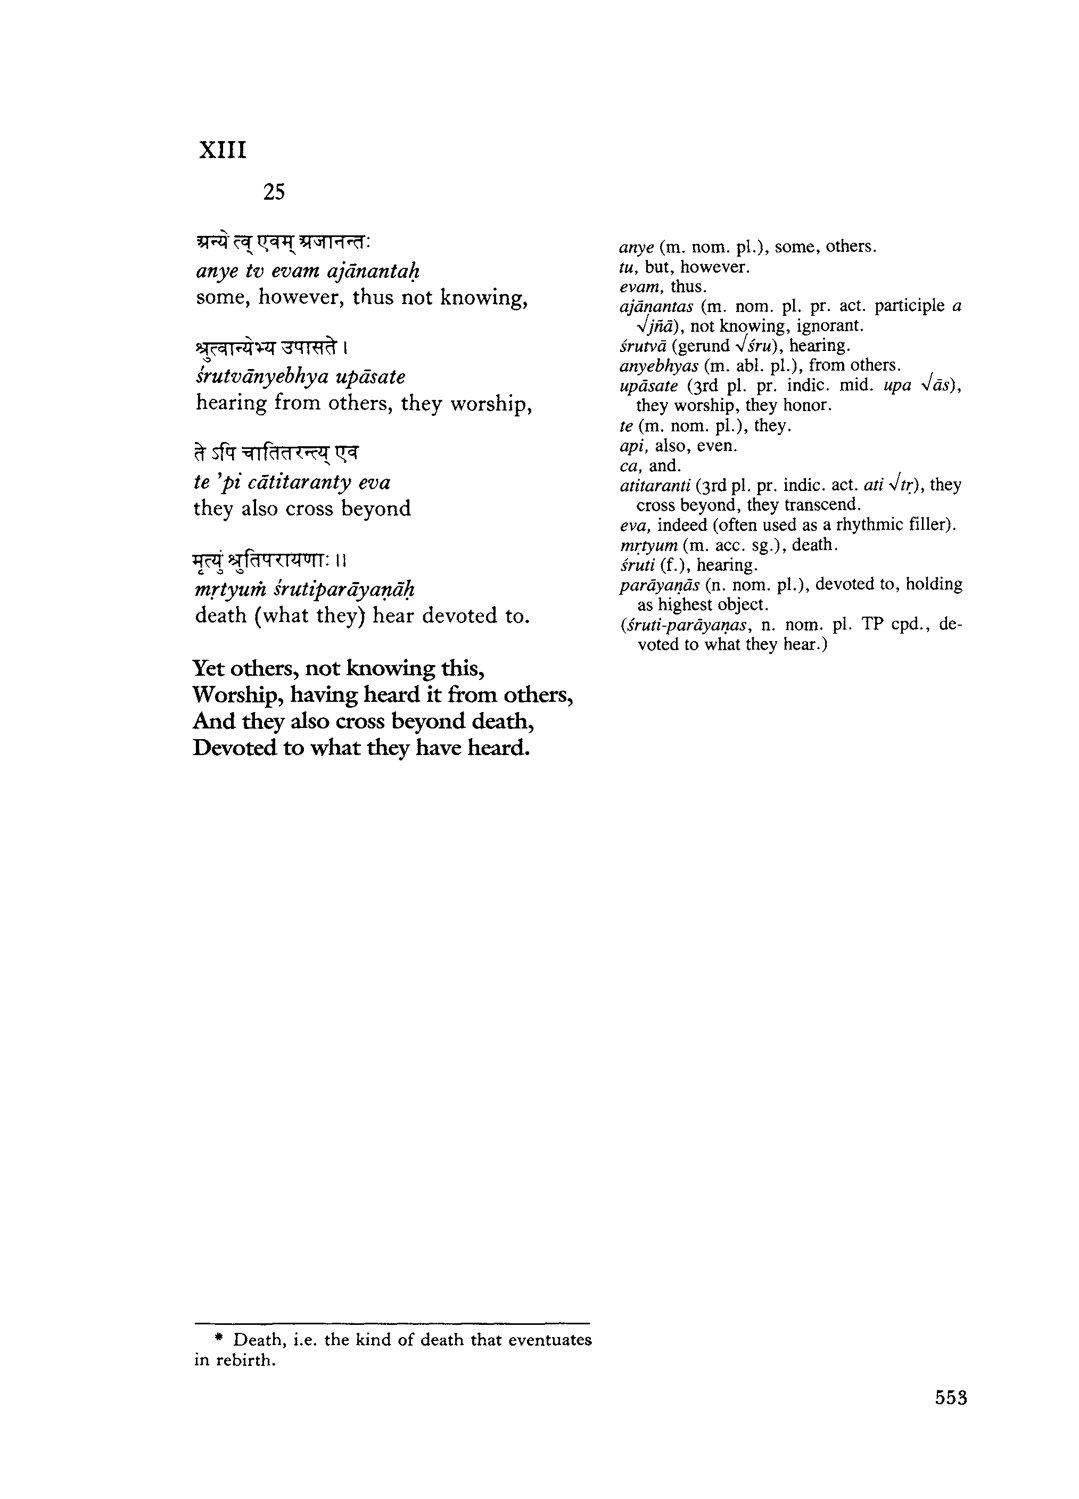 XIII
25
अन्ये त्व् एवम् अजानन्तः
anye tv evam ajānantaḥ
some, however, thus not knowing,
श्रुत्वान्येभ्य उपासते ।
śrutvānyebhya upāsate
hearing from others, they worship,
ते ऽपि चातितरन्त्य् एव
te 'pi cātitaranty eva
they also cross beyond
मृत्युं श्रुतिपरायणाः ॥
mṛtyuṁ śrutiparāyaṇāḥ
death (what they) hear devoted to.
Yet others, not knowing this,
Worship, having heard it from others,
And they also cross beyond death,
Devoted to what they have heard.
anye (m. nom. pl.), some, others.
tu, but, however.
evam, thus.
ajānantas (m. nom. pl. pr. act. participle a
√jñā), not knowing, ignorant.
śrutvā (gerund √śru), hearing.
anyebhyas (m. abl. pl.), from others.
upāsate (3rd pl. pr. indic. mid. upa √ās),
they worship, they honor.
te (m. nom. pl.), they.
api, also, even.
ca, and.
atitaranti (3rd pl. pr. indic. act. ati √tṛ), they
cross beyond, they transcend.
eva, indeed (often used as a rhythmic filler).
mṛtyum (m. acc. sg.), death.
śruti (f.), hearing.
parāyaṇās (n. nom. pl.), devoted to, holding
as highest object.
(śruti-parāyaṇas, n. nom. pl. TP cpd., de-
voted to what they hear.)
* Death, i.e. the kind of death that eventuates
in rebirth.
553